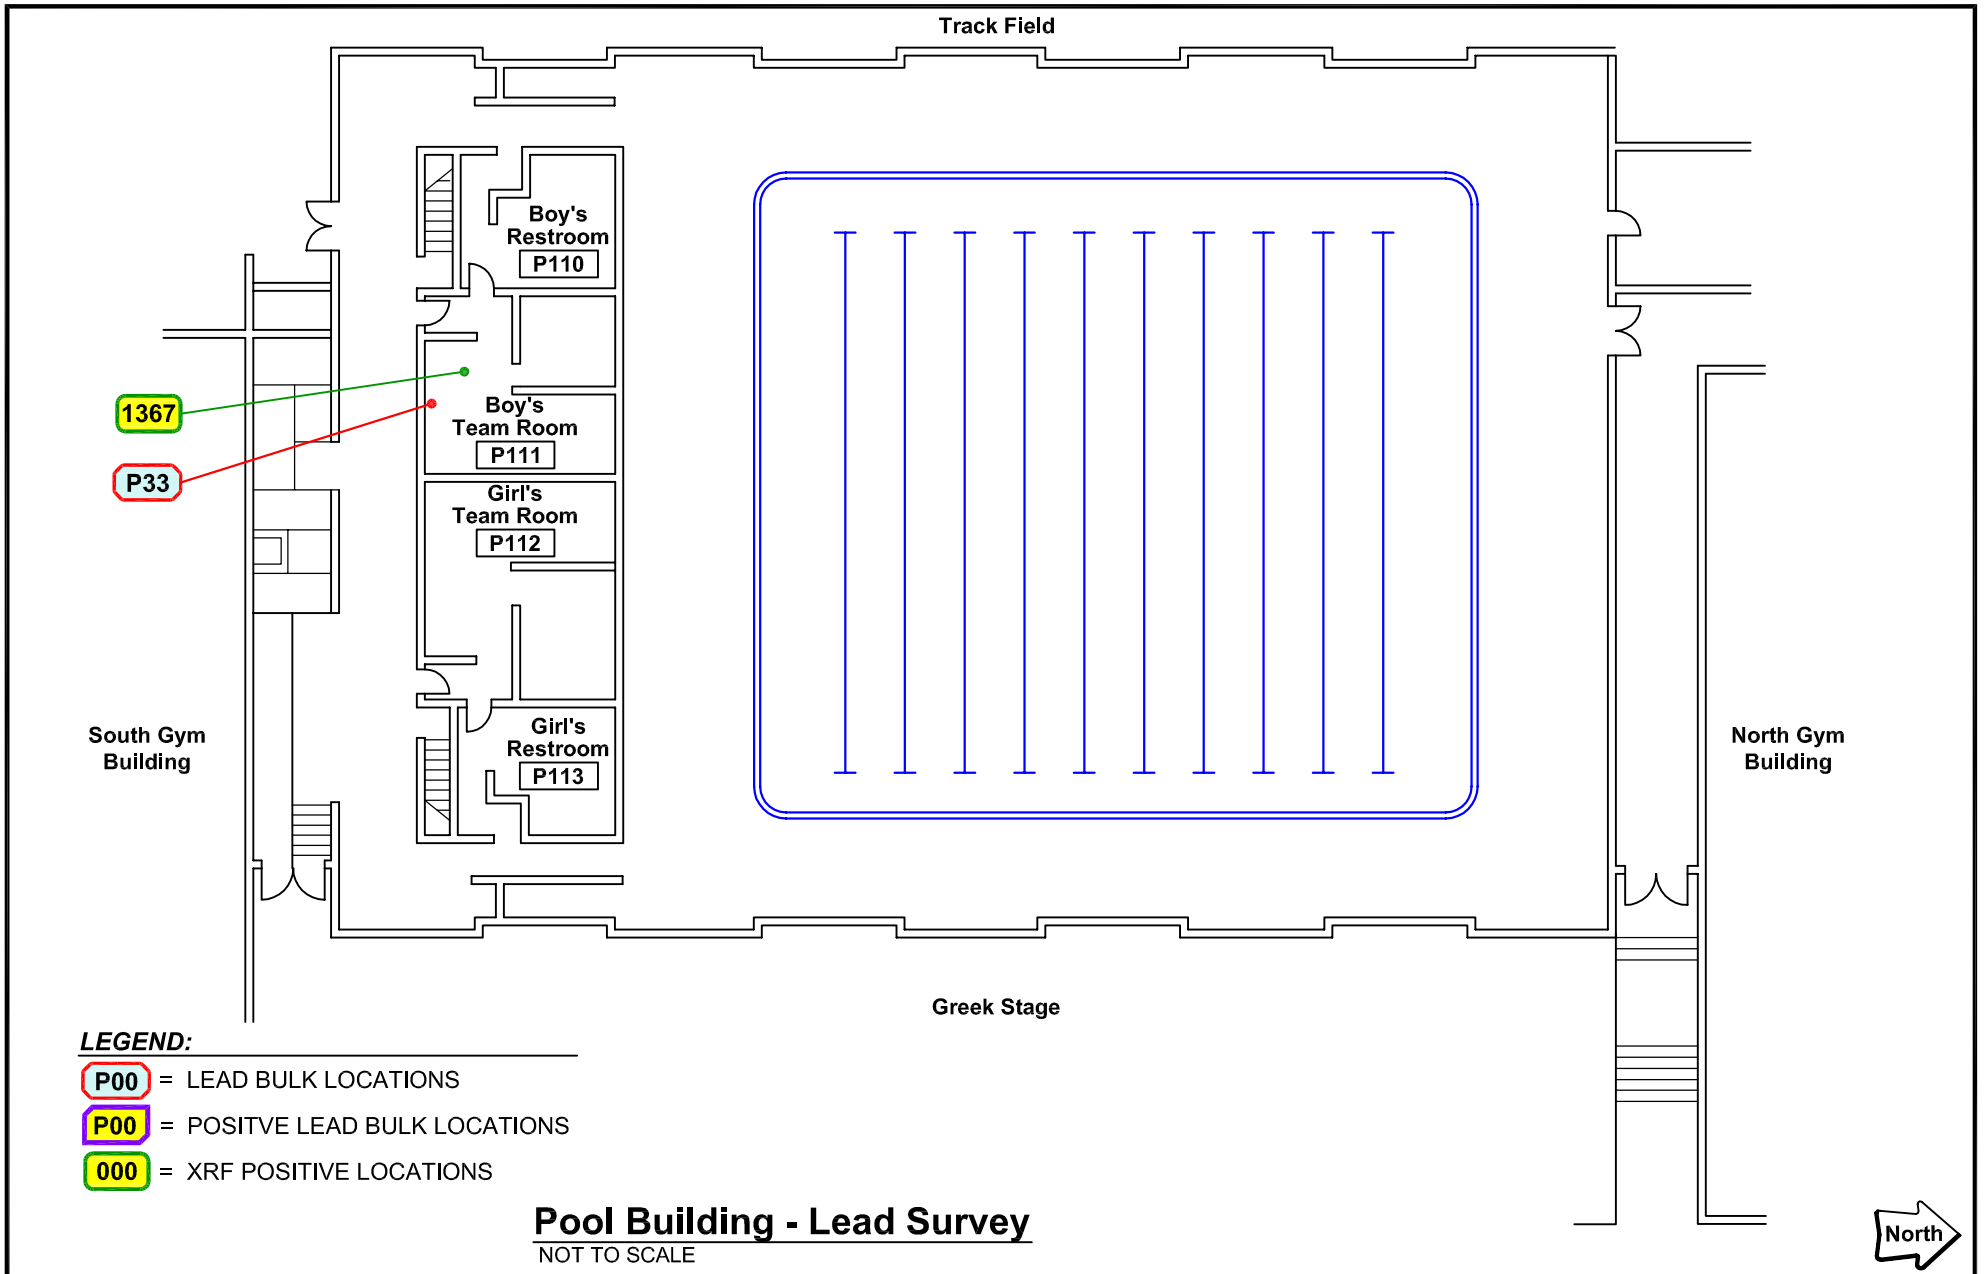 Track Field
Boy's
Restroom
P110
1367
Boy's
Team Room
P111
P33
Girl's
Team Room
P112
South Gym
Building
Girl's
Restroom
P113
North Gym
Building
Greek Stage
LEGEND:
P00 = LEAD BULK LOCATIONS
P00 = POSITVE LEAD BULK LOCATIONS
000 = XRF POSITIVE LOCATIONS
Pool Building - Lead Survey
NOT TO SCALE
North